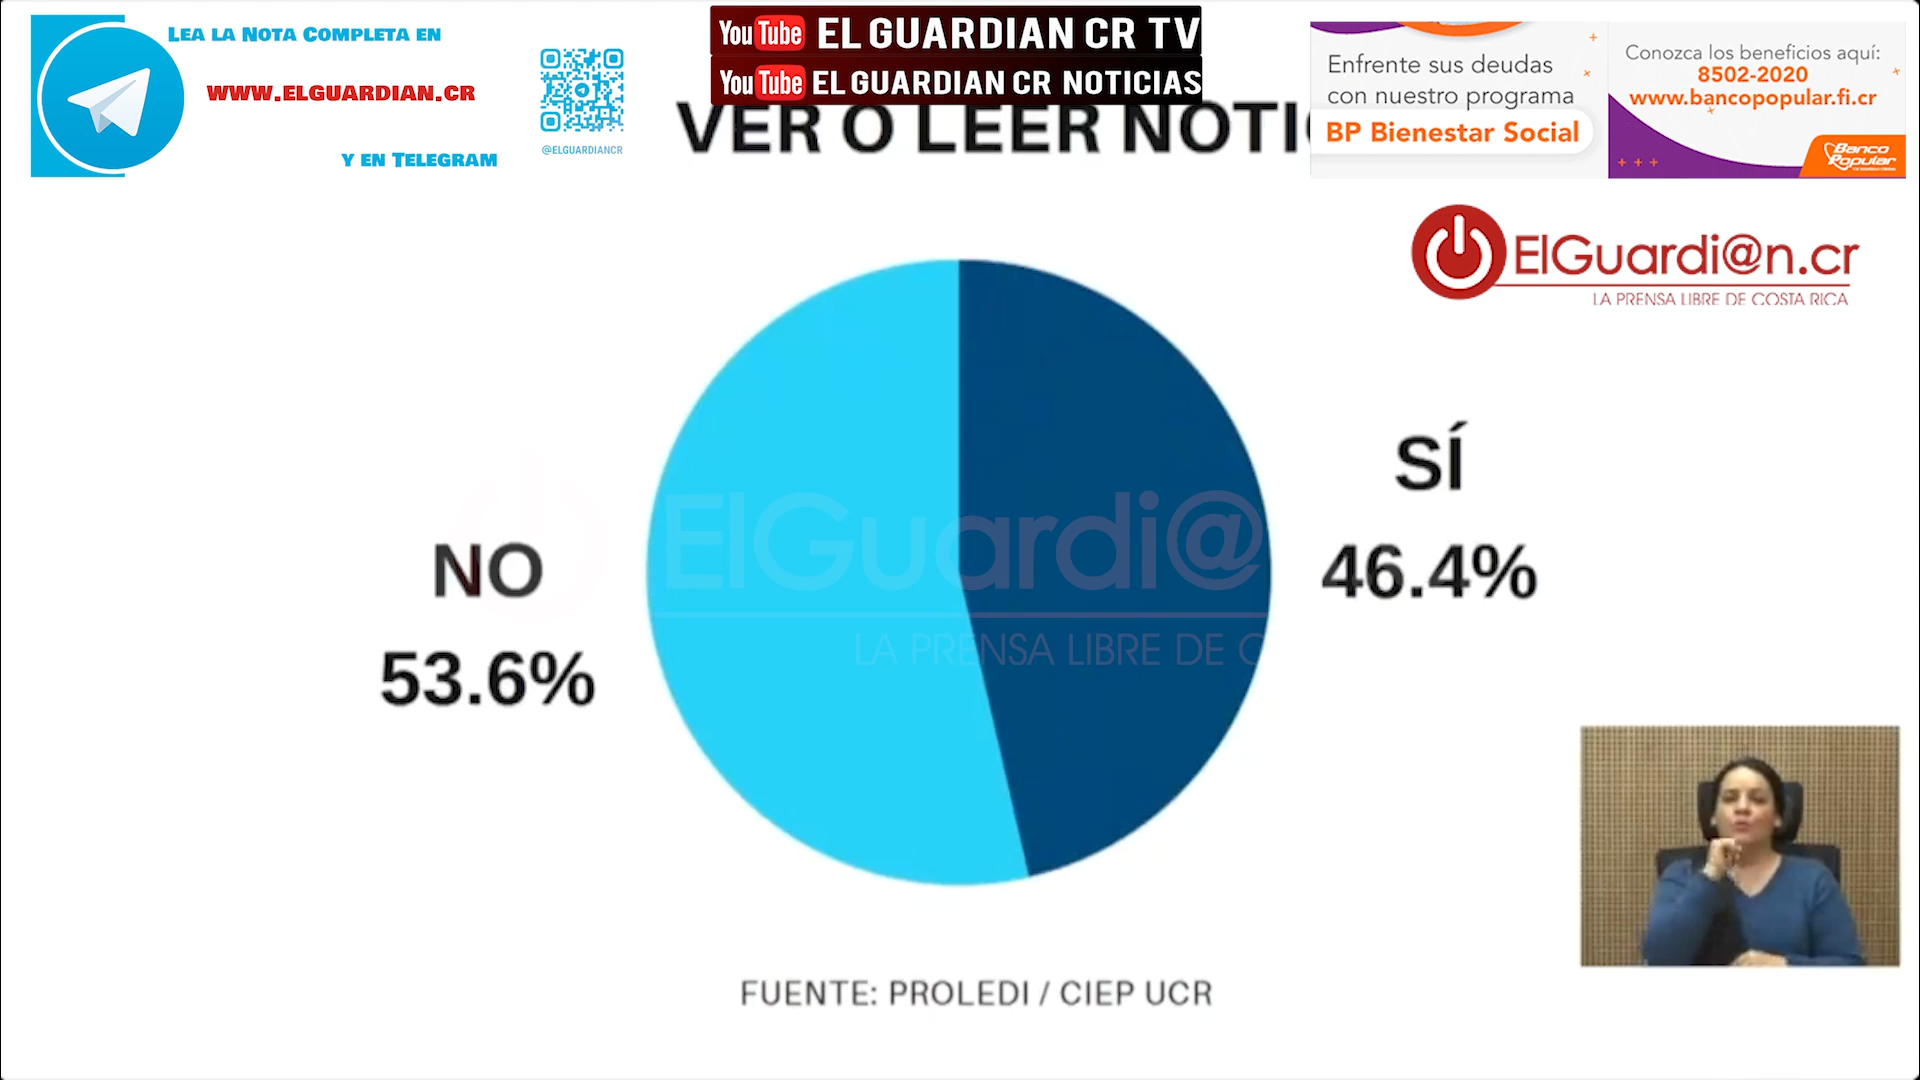 LEA LA NOTA COMPLETA EN
WWW.ELGUARDIAN.CR
Y EN TELEGRAM
@ELGUARDIANCR
YouTube EL GUARDIAN CR TV
YouTube EL GUARDIAN CR NOTICIAS
VER O LEER
Enfrente sus deudas
con nuestro programa
BP Bienestar Social
Conozca los beneficios aquí:
8502-2020
www.bancopopular.fi.cr
Banco
Popular
ElGuardi@n.cr
LA PRENSA LIBRE DE COSTA RICA
SÍ
46.4%
NO
53.6%
ElGuardi@
LA PRENSA LIBRE DE
FUENTE: PROLEDI / CIEP UCR